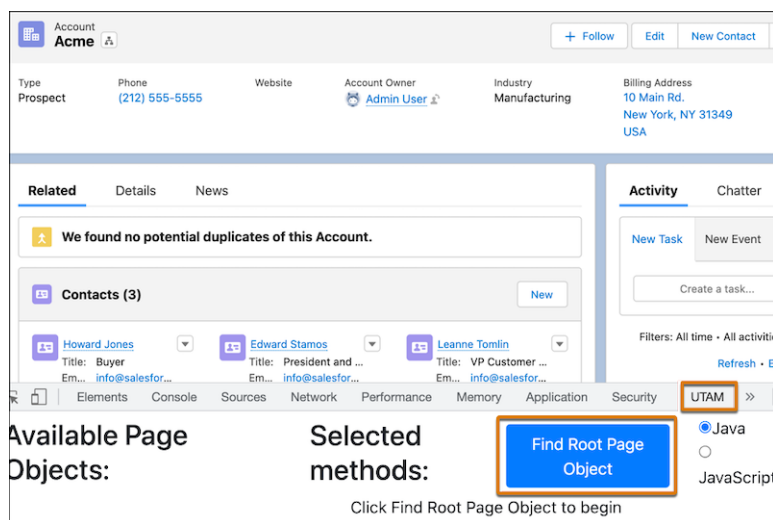 Account
Acme
Follow
Edit
New Contact
Type
Phone
Website
Account Owner
Industry
Billing Address
Prospect
(212) 555-5555
Admin User
Manufacturing
10 Main Rd.
New York, NY 31349
USA
Related
Details
News
Activity
Chatter
We found no potential duplicates of this Account.
New Task
New Event
Contacts (3)
New
Create a task...
Howard Jones
Title: Buyer
Em... info@salesfor...
Edward Stamos
Title: President and ...
Em... info@salesfor...
Leanne Tomlin
Title: VP Customer ...
Em... info@salesfor...
Filters: All time • All activitie
Refresh • E
Elements
Console
Sources
Network
Performance
Memory
Application
Security
UTAM
Available Page
Objects:
Selected
methods:
Find Root Page
Object
Java
JavaScript
Click Find Root Page Object to begin